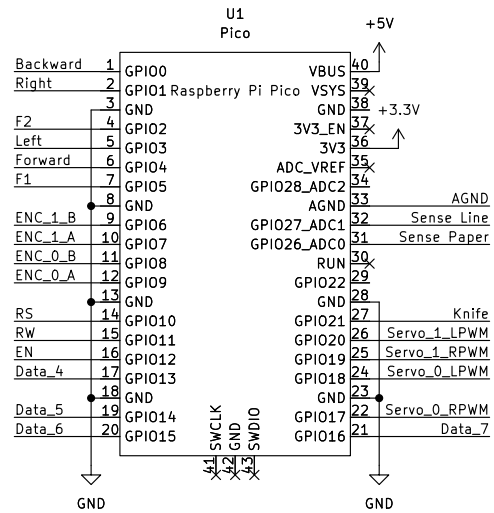 U1
Pico
+5V
Backward 1 GPIO0 VBUS 40
Right 2 GPIO1 Raspberry Pi Pico VSYS 39
3 GND GND 38 +3.3V
F2 4 GPIO2 3V3_EN 37
Left 5 GPIO3 3V3 36
Forward 6 GPIO4 ADC_VREF 35
F1 7 GPIO5 GPIO28_ADC2 34
8 GND AGND 33 AGND
ENC_1_B 9 GPIO6 GPIO27_ADC1 32 Sense Line
ENC_1_A 10 GPIO7 GPIO26_ADC0 31 Sense Paper
ENC_0_B 11 GPIO8 RUN 30
ENC_0_A 12 GPIO9 GPIO22 29
13 GND GND 28
RS 14 GPIO10 GPIO21 27 Knife
RW 15 GPIO11 GPIO20 26 Servo_1_LPWM
EN 16 GPIO12 GPIO19 25 Servo_1_RPWM
Data_4 17 GPIO13 GPIO18 24 Servo_0_LPWM
18 GND GND 23
Data_5 19 GPIO14 GPIO17 22 Servo_0_RPWM
Data_6 20 GPIO15 GPIO16 21 Data_7
SWCLK GND SWDIO
41 42 43
GND GND